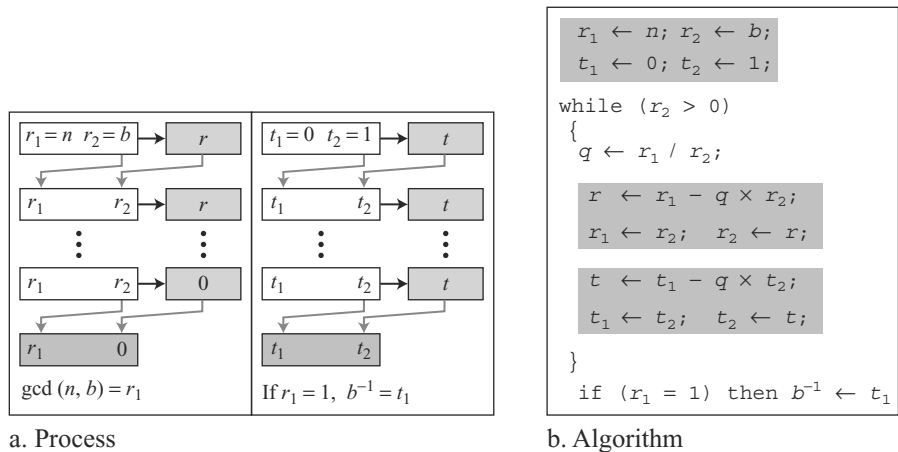 r₁ = n r₂ = b r
r₁ r₂ r
r₁ r₂ 0
r₁ 0
gcd (n, b) = r₁
t₁ = 0 t₂ = 1 t
t₁ t₂ t
t₁ t₂ t
t₁ t₂
If r₁ = 1, b⁻¹ = t₁
a. Process
r₁ ← n; r₂ ← b;
t₁ ← 0; t₂ ← 1;
while (r₂ > 0)
{
q ← r₁ / r₂;
r ← r₁ − q × r₂;
r₁ ← r₂; r₂ ← r;
t ← t₁ − q × t₂;
t₁ ← t₂; t₂ ← t;
}
if (r₁ = 1) then b⁻¹ ← t₁
b. Algorithm